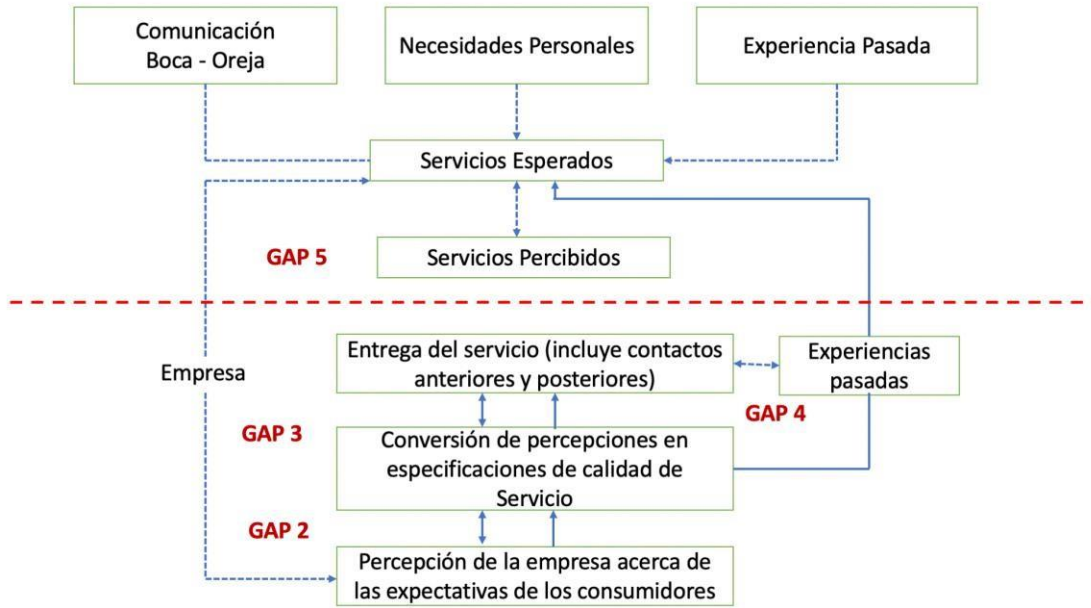 Comunicación
Boca - Oreja
Necesidades Personales
Experiencia Pasada
Servicios Esperados
GAP 5
Servicios Percibidos
Empresa
Entrega del servicio (incluye contactos
anteriores y posteriores)
Experiencias
pasadas
GAP 4
GAP 3
Conversión de percepciones en
especificaciones de calidad de
Servicio
GAP 2
Percepción de la empresa acerca de
las expectativas de los consumidores